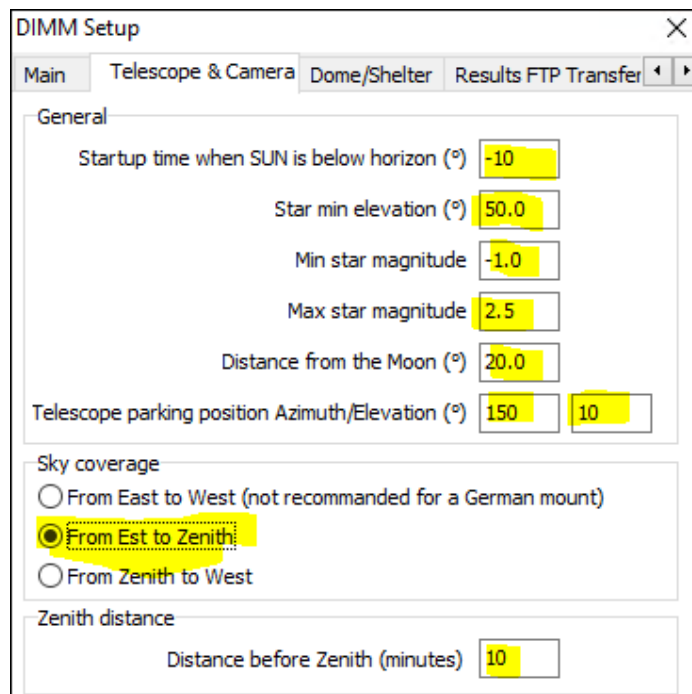 DIMM Setup
Main Telescope & Camera Dome/Shelter Results FTP Transfer
General
Startup time when SUN is below horizon (°) -10
Star min elevation (°) 50.0
Min star magnitude -1.0
Max star magnitude 2.5
Distance from the Moon (°) 20.0
Telescope parking position Azimuth/Elevation (°) 150 10
Sky coverage
From East to West (not recommanded for a German mount)
From Est to Zenith
From Zenith to West
Zenith distance
Distance before Zenith (minutes) 10